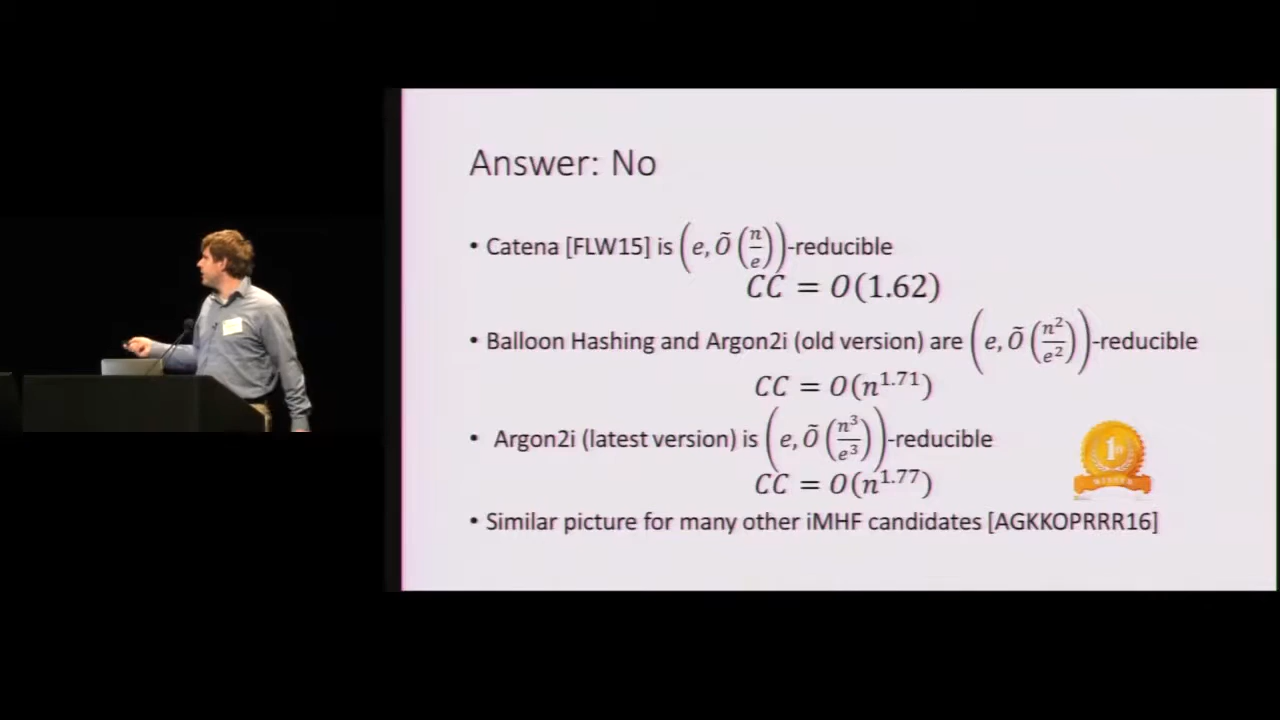 Answer: No
• Catena [FLW15] is (e, Õ(n/e))-reducible
CC = O(1.62)
• Balloon Hashing and Argon2i (old version) are (e, Õ(n²/e²))-reducible
CC = O(n^1.71)
• Argon2i (latest version) is (e, Õ(n³/e³))-reducible
CC = O(n^1.77)
1st
WINNER
• Similar picture for many other iMHF candidates [AGKKOPRRR16]